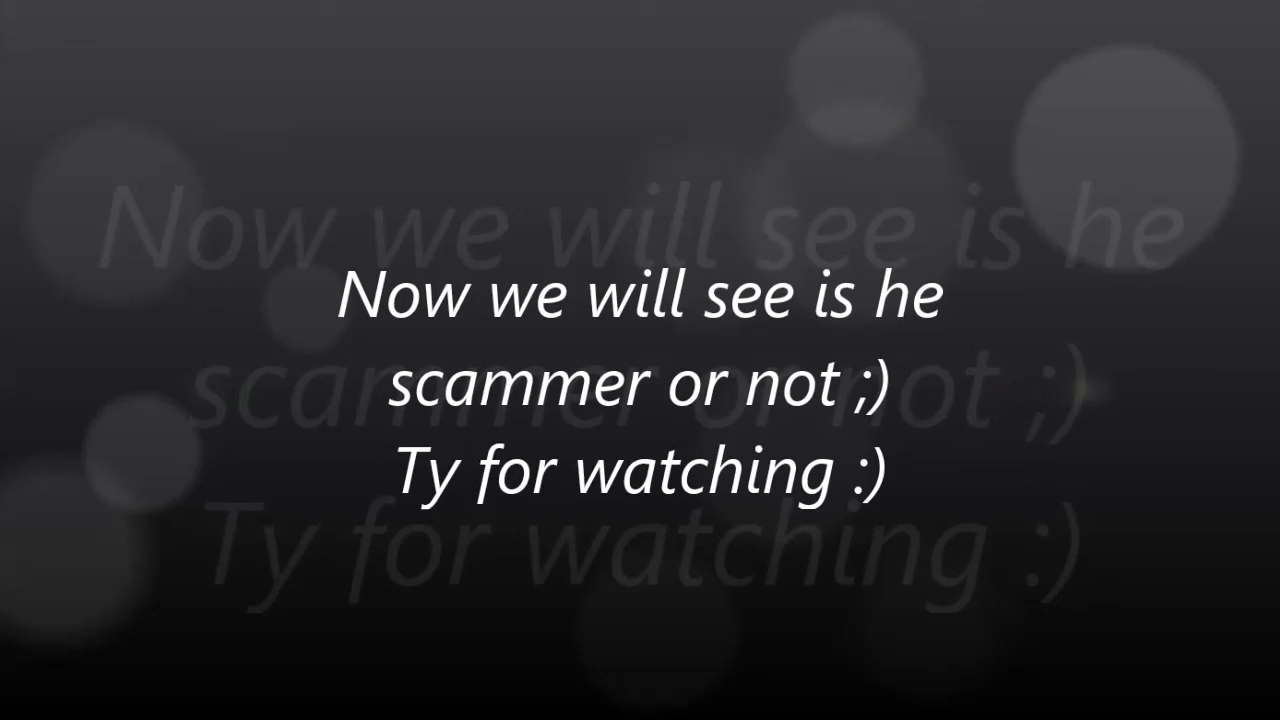 Now we will see is he
scammer or not ;)
Ty for watching :)